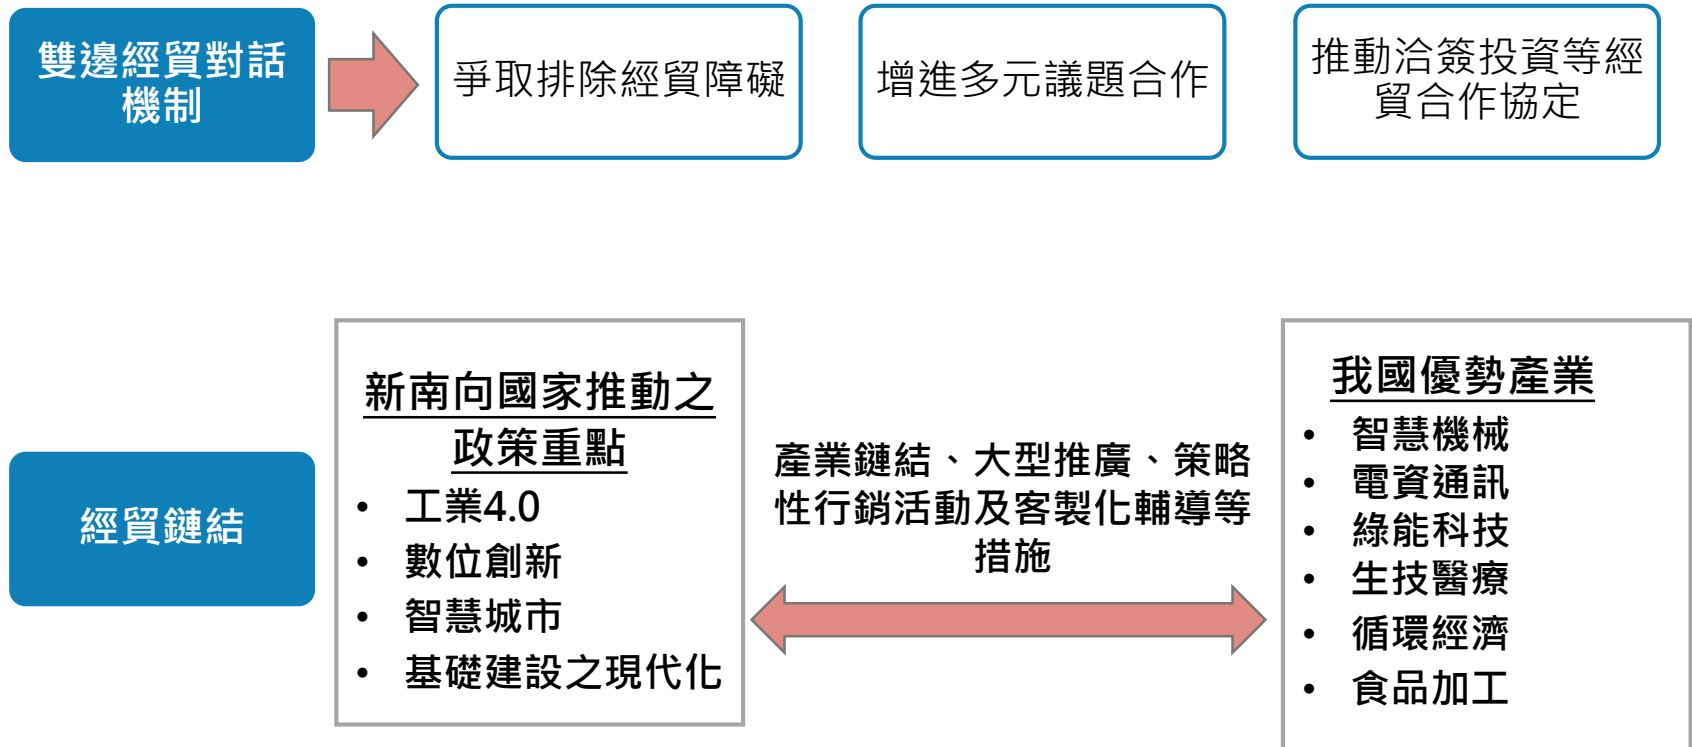 雙邊經貿對話
機制
爭取排除經貿障礙
增進多元議題合作
推動洽簽投資等經
貿合作協定
經貿鏈結
新南向國家推動之
政策重點
• 工業4.0
• 數位創新
• 智慧城市
• 基礎建設之現代化
產業鏈結、大型推廣、策略
性行銷活動及客製化輔導等
措施
我國優勢產業
• 智慧機械
• 電資通訊
• 綠能科技
• 生技醫療
• 循環經濟
• 食品加工